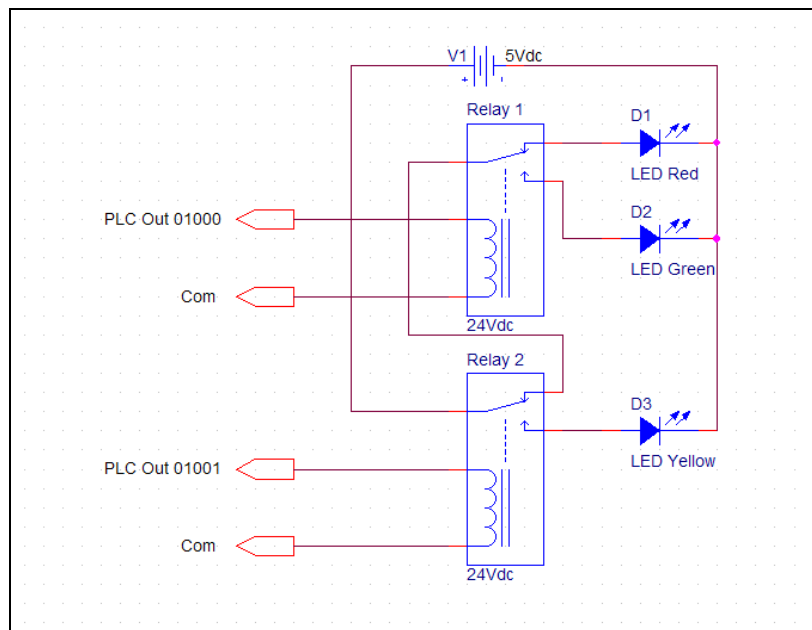 V1 5Vdc
+ -
Relay 1
D1
LED Red
PLC Out 01000
D2
LED Green
Com
24Vdc
Relay 2
D3
LED Yellow
PLC Out 01001
Com
24Vdc